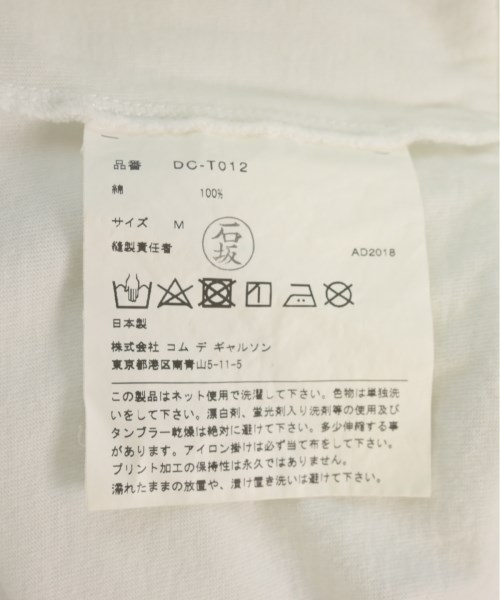 品番 DC-T012
綿 100%
サイズ M
縫製責任者 石坂 AD2018
日本製
株式会社 コム デ ギャルソン
東京都港区南青山5-11-5
この製品はネット使用で洗濯して下さい。色物は単独洗
いをして下さい。漂白剤、蛍光剤入り洗剤等の使用及び
タンブラー乾燥は絶対に避けて下さい。多少伸縮する事
があります。アイロン掛けは必ず当て布をして下さい。
プリント加工の保持性は永久ではありません。
濡れたままの放置や、漬け置き洗いは避けて下さい。